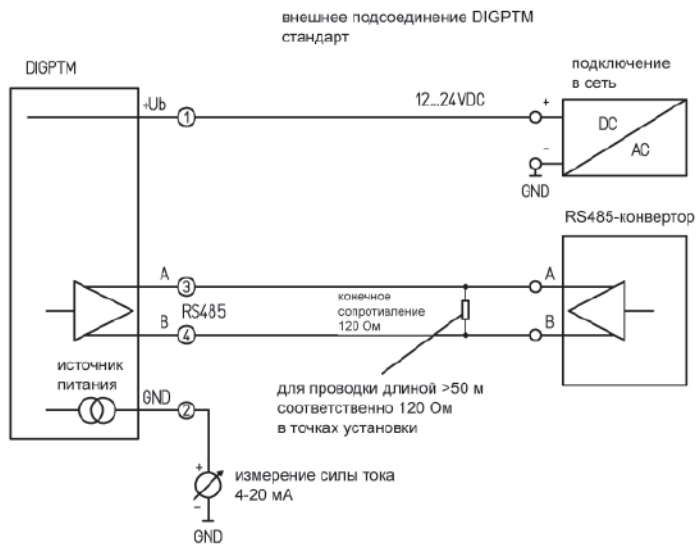 внешнее подсоединение DIGPTM
стандарт
DIGPTM
подключение
в сеть
+Ub
1
12...24VDC
+
DC
AC
-
GND
RS485-конвертор
A
3
A
RS485
конечное
сопротивление
120 Ом
B
4
B
источник
питания
GND
2
для проводки длиной >50 м
соответственно 120 Ом
в точках установки
+
измерение силы тока
4-20 мА
-
GND